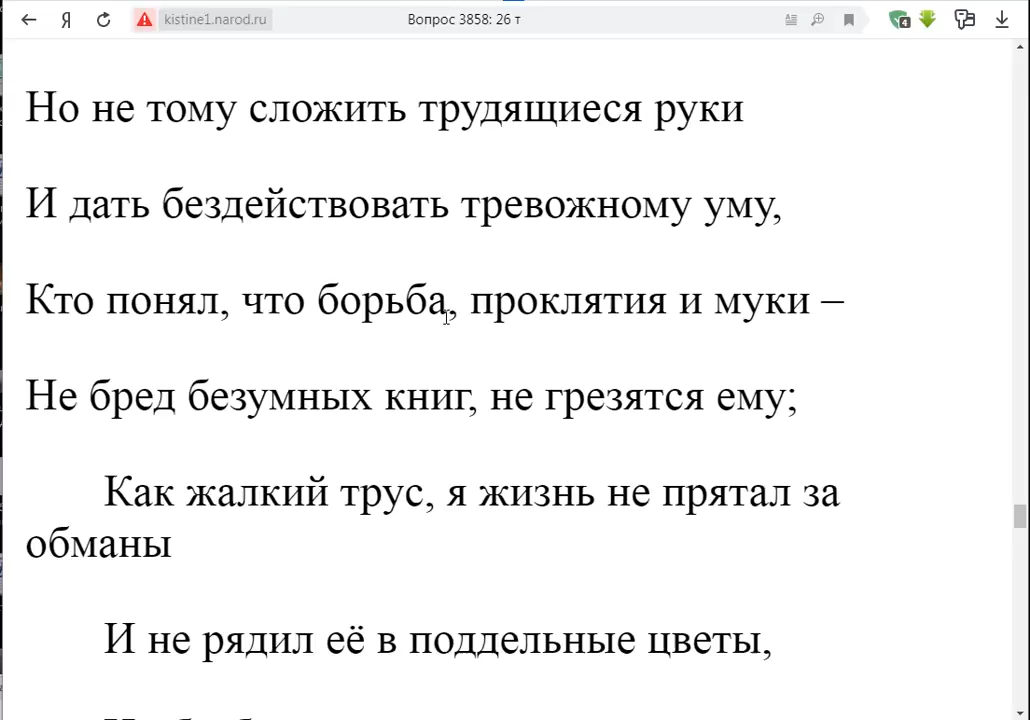 Я
kistine1.narod.ru
Вопрос 3858: 26 т
4
Но не тому сложить трудящиеся руки
И дать бездействовать тревожному уму,
Кто понял, что борьба, проклятия и муки –
Не бред безумных книг, не грезятся ему;
Как жалкий трус, я жизнь не прятал за
обманы
И не рядил её в поддельные цветы,